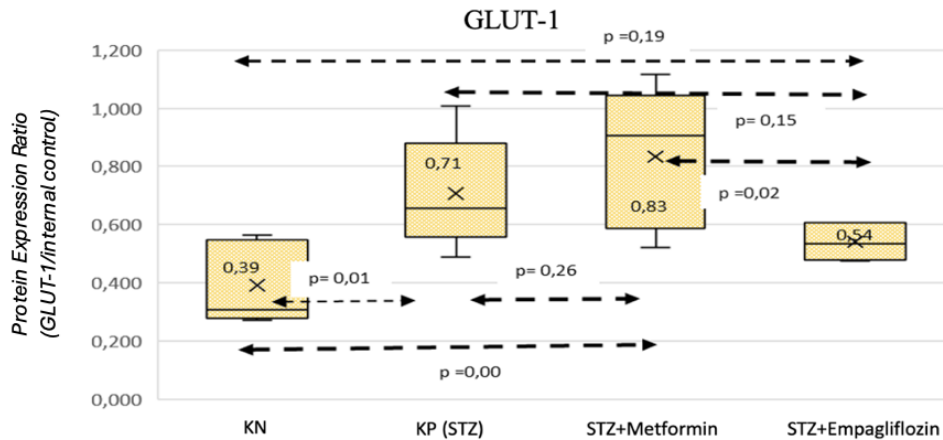 GLUT-1
Protein Expression Ratio
(GLUT-1/internal control)
1,200
1,000
0,800
0,600
0,400
0,200
0,000
p =0,19
p= 0,15
p =0,02
p= 0,01
p= 0,26
p =0,00
0,39
0,71
0,83
0,54
KN
KP (STZ)
STZ+Metformin
STZ+Empagliflozin